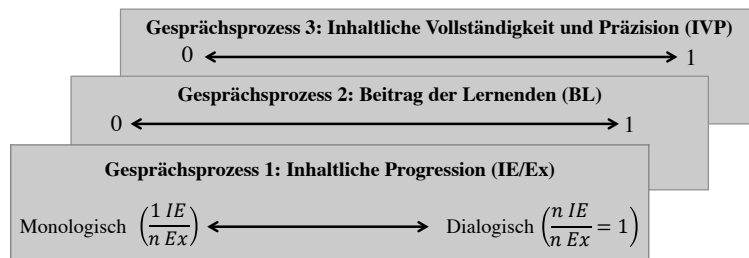 Gesprächsprozess 3: Inhaltliche Vollständigkeit und Präzision (IVP)
0 1
Gesprächsprozess 2: Beitrag der Lernenden (BL)
0 1
Gesprächsprozess 1: Inhaltliche Progression (IE/Ex)
Monologisch (1 IE / n Ex) Dialogisch (n IE / n Ex = 1)